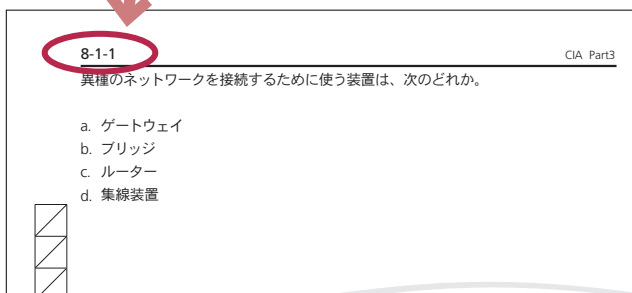 8-1-1
CIA Part3
異種のネットワークを接続するために使う装置は、次のどれか。
a. ゲートウェイ
b. ブリッジ
c. ルーター
d. 集線装置